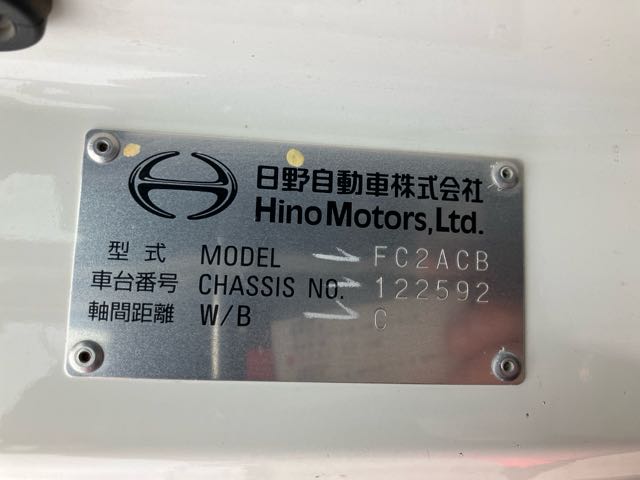 日野自動車株式会社
Hino Motors, Ltd.
型式 MODEL FC2ACB
車台番号 CHASSIS NO. 122592
軸間距離 W/B C